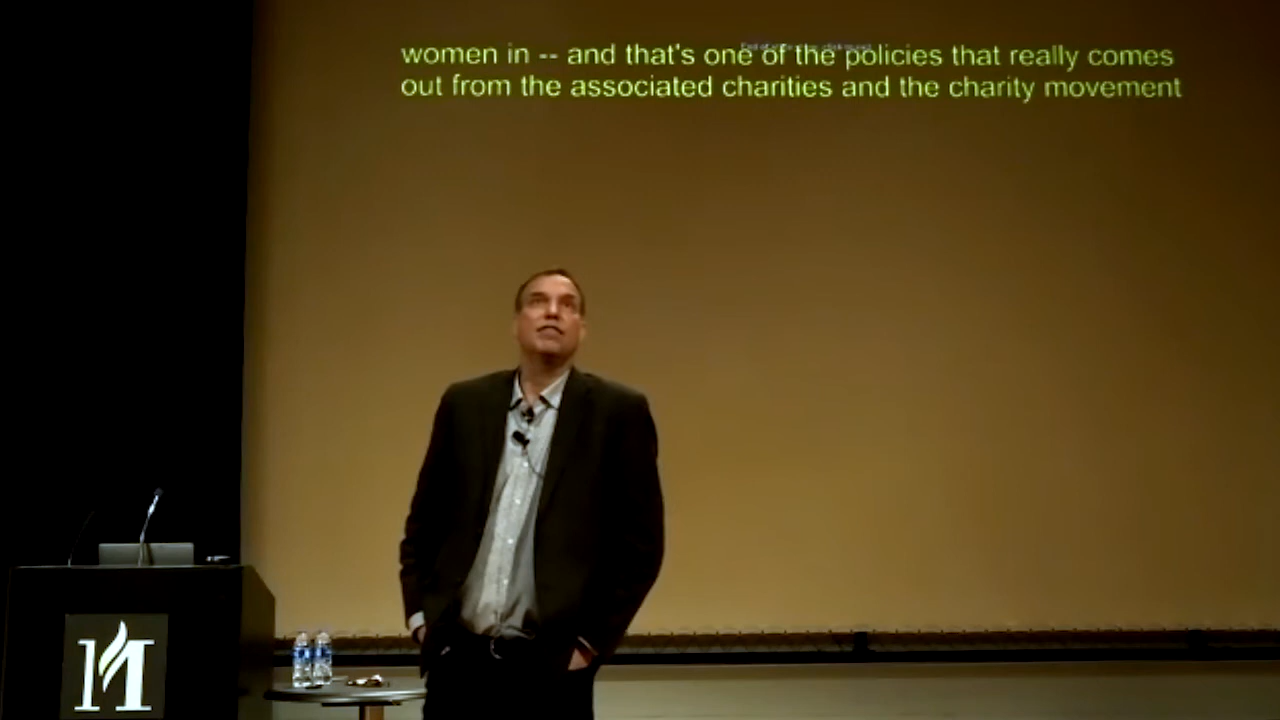 women in -- and that's one of the policies that really comes
out from the associated charities and the charity movement
M